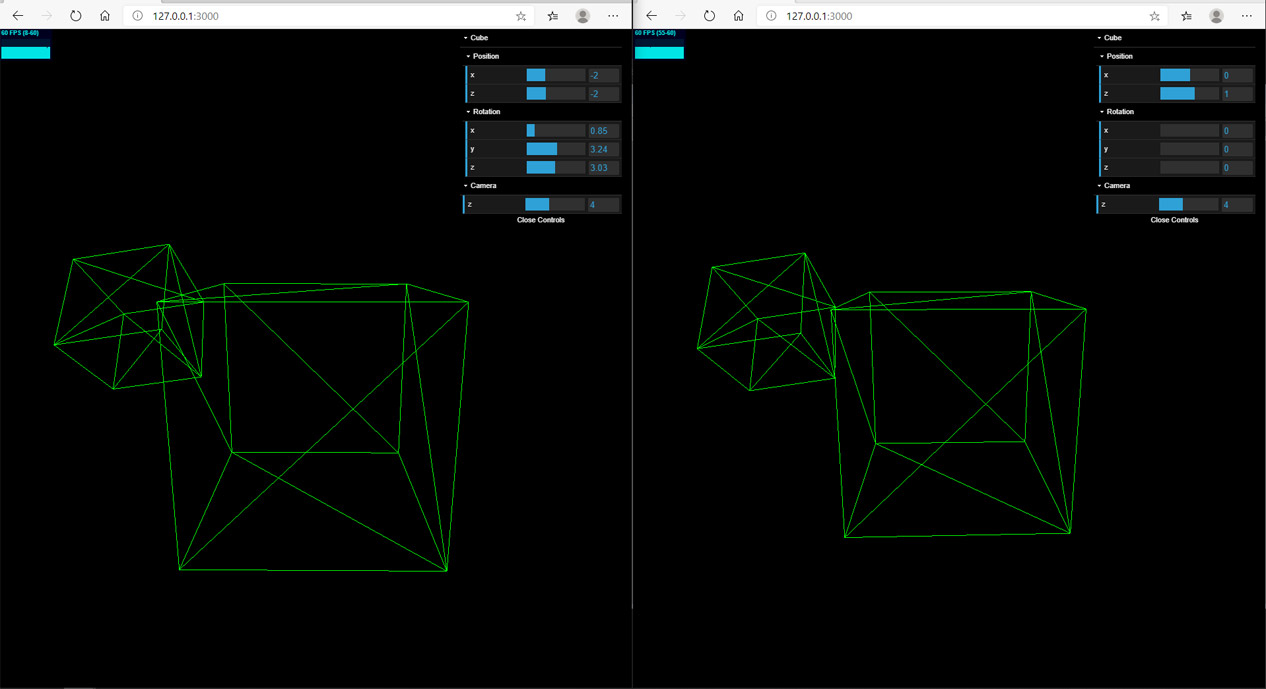 127.0.0.1:3000
60 FPS (8-60)
Cube
Position
x -2
z -2
Rotation
x 0.85
y 3.24
z 3.03
Camera
z 4
Close Controls
127.0.0.1:3000
60 FPS (55-60)
Cube
Position
x 0
z 1
Rotation
x 0
y 0
z 0
Camera
z 4
Close Controls